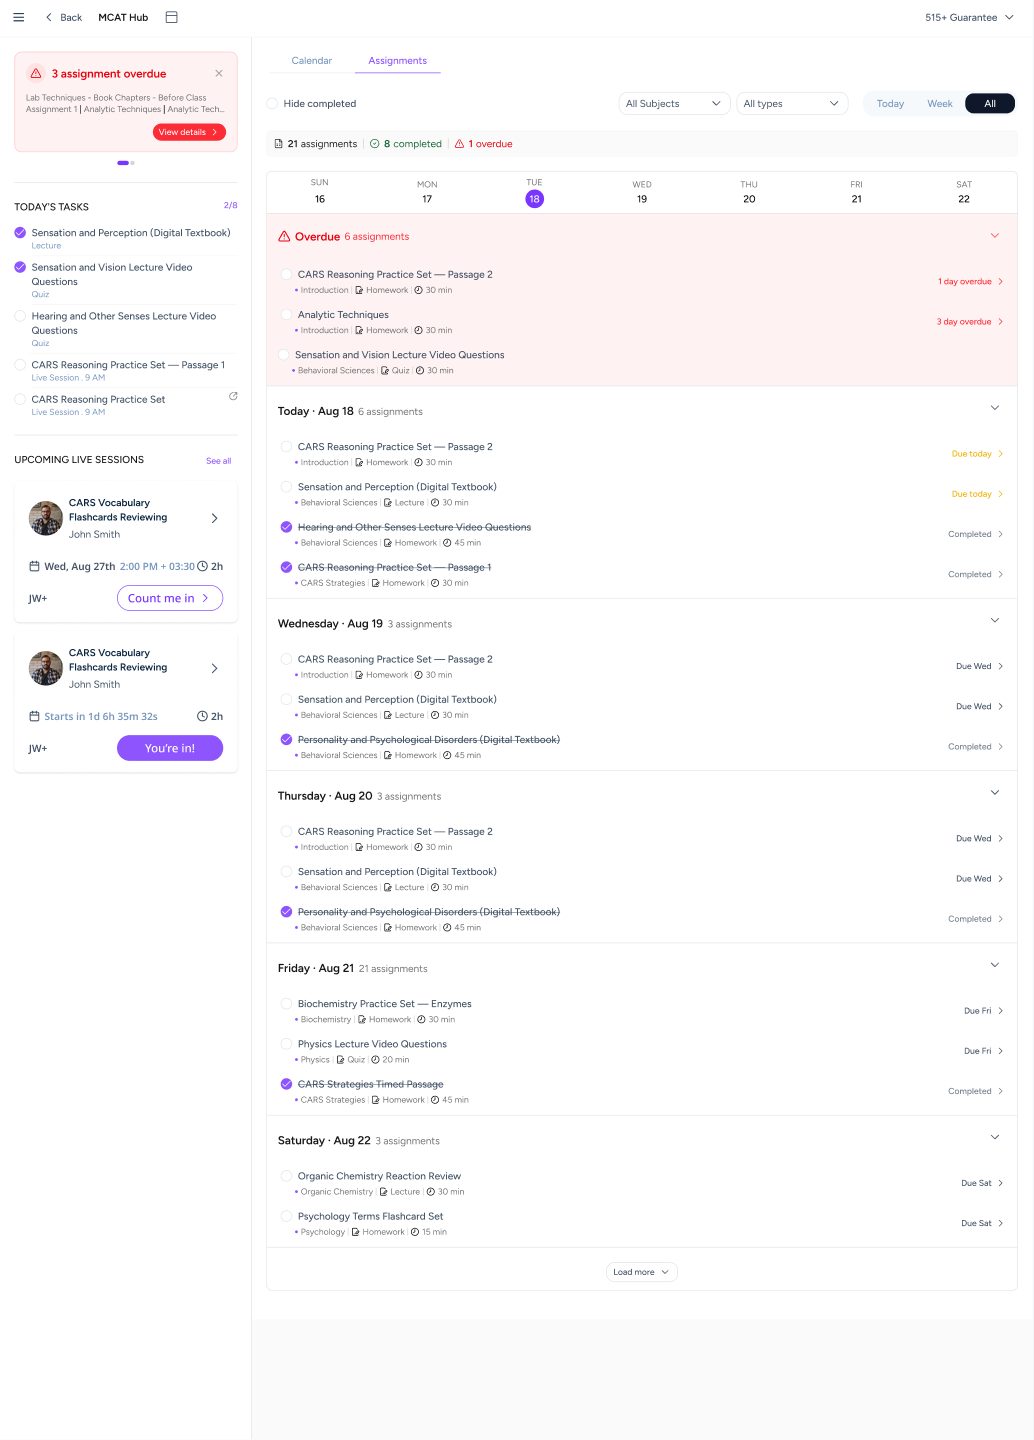 Back MCAT Hub
515+ Guarantee
3 assignment overdue
Lab Techniques - Book Chapters - Before Class
Assignment 1 | Analytic Techniques | Analytic Tech...
View details
TODAY'S TASKS 2/8
Sensation and Perception (Digital Textbook)
Lecture
Sensation and Vision Lecture Video
Questions
Quiz
Hearing and Other Senses Lecture Video
Questions
Quiz
CARS Reasoning Practice Set — Passage 1
Live Session . 9 AM
CARS Reasoning Practice Set
Live Session . 9 AM
UPCOMING LIVE SESSIONS See all
CARS Vocabulary
Flashcards Reviewing
John Smith
Wed, Aug 27th 2:00 PM + 03:30 2h
JW+ Count me in
CARS Vocabulary
Flashcards Reviewing
John Smith
Starts in 1d 6h 35m 32s 2h
JW+ You're in!
Calendar Assignments
Hide completed All Subjects All types Today Week All
21 assignments | 8 completed | 1 overdue
SUN MON TUE WED THU FRI SAT
16 17 18 19 20 21 22
Overdue 6 assignments
CARS Reasoning Practice Set — Passage 2
Introduction | Homework | 30 min
1 day overdue
Analytic Techniques
Introduction | Homework | 30 min
3 day overdue
Sensation and Vision Lecture Video Questions
Behavioral Sciences | Quiz | 30 min
Today · Aug 18 6 assignments
CARS Reasoning Practice Set — Passage 2
Introduction | Homework | 30 min
Due today
Sensation and Perception (Digital Textbook)
Behavioral Sciences | Lecture | 30 min
Due today
Hearing and Other Senses Lecture Video Questions
Behavioral Sciences | Homework | 45 min
Completed
CARS Reasoning Practice Set — Passage 1
CARS Strategies | Homework | 30 min
Completed
Wednesday · Aug 19 3 assignments
CARS Reasoning Practice Set — Passage 2
Introduction | Homework | 30 min
Due Wed
Sensation and Perception (Digital Textbook)
Behavioral Sciences | Lecture | 30 min
Due Wed
Personality and Psychological Disorders (Digital Textbook)
Behavioral Sciences | Homework | 45 min
Completed
Thursday · Aug 20 3 assignments
CARS Reasoning Practice Set — Passage 2
Introduction | Homework | 30 min
Due Wed
Sensation and Perception (Digital Textbook)
Behavioral Sciences | Lecture | 30 min
Due Wed
Personality and Psychological Disorders (Digital Textbook)
Behavioral Sciences | Homework | 45 min
Completed
Friday · Aug 21 21 assignments
Biochemistry Practice Set — Enzymes
Biochemistry | Homework | 30 min
Due Fri
Physics Lecture Video Questions
Physics | Quiz | 20 min
Due Fri
CARS Strategies Timed Passage
CARS Strategies | Homework | 45 min
Completed
Saturday · Aug 22 3 assignments
Organic Chemistry Reaction Review
Organic Chemistry | Lecture | 30 min
Due Sat
Psychology Terms Flashcard Set
Psychology | Homework | 15 min
Due Sat
Load more